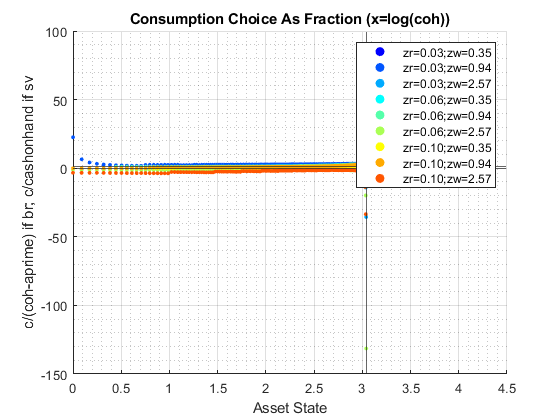 Consumption Choice As Fraction (x=log(coh))
c/(coh-aprime) if br; c/cashonhand if sv
100
50
0
-50
-100
-150
zr=0.03;zw=0.35
zr=0.03;zw=0.94
zr=0.03;zw=2.57
zr=0.06;zw=0.35
zr=0.06;zw=0.94
zr=0.06;zw=2.57
zr=0.10;zw=0.35
zr=0.10;zw=0.94
zr=0.10;zw=2.57
0 0.5 1 1.5 2 2.5 3 3.5 4 4.5
Asset State